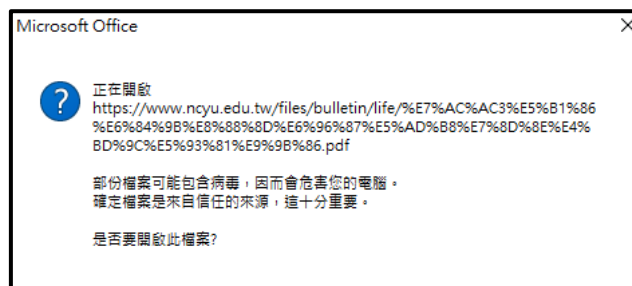 Microsoft Office
正在開啟
https://www.ncyu.edu.tw/files/bulletin/life/%E7%AC%AC3%E5%B1%86
%E6%84%9B%E8%88%8D%E6%96%87%E5%AD%B8%E7%8D%8E%E4%
BD%9C%E5%93%81%E9%9B%86.pdf
部份檔案可能包含病毒，因而會危害您的電腦。
確定檔案是來自信任的來源，這十分重要。
是否要開啟此檔案?